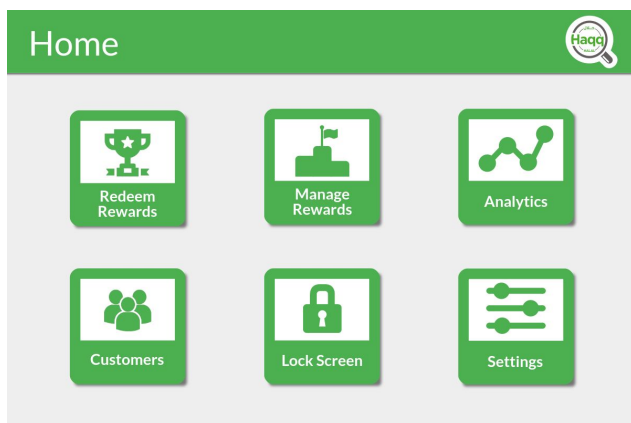 Home
Haqq
Redeem
Rewards
Manage
Rewards
Analytics
Customers
Lock Screen
Settings